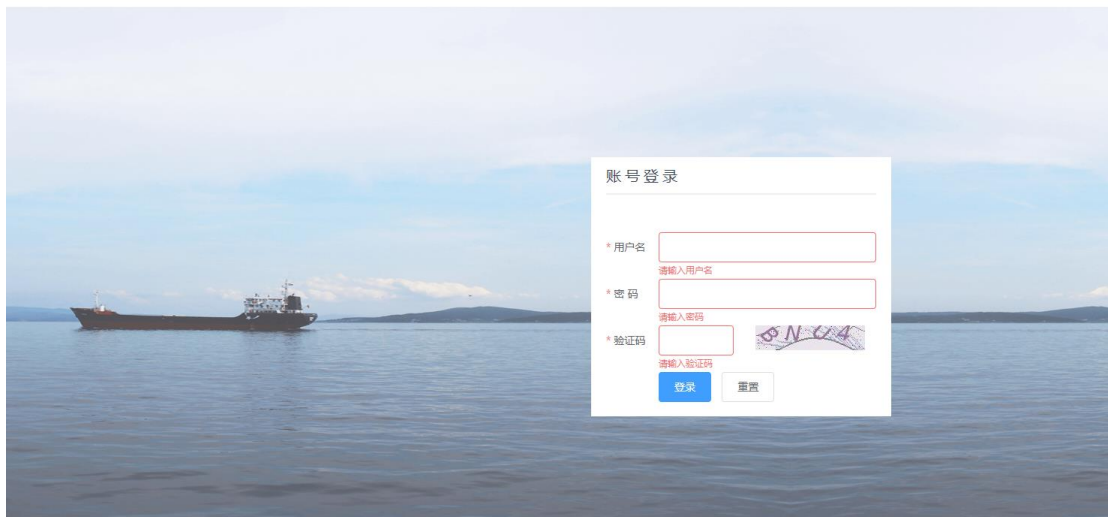 账号登录
* 用户名
请输入用户名
* 密 码
请输入密码
* 验证码
BNU4
请输入验证码
登录 重置